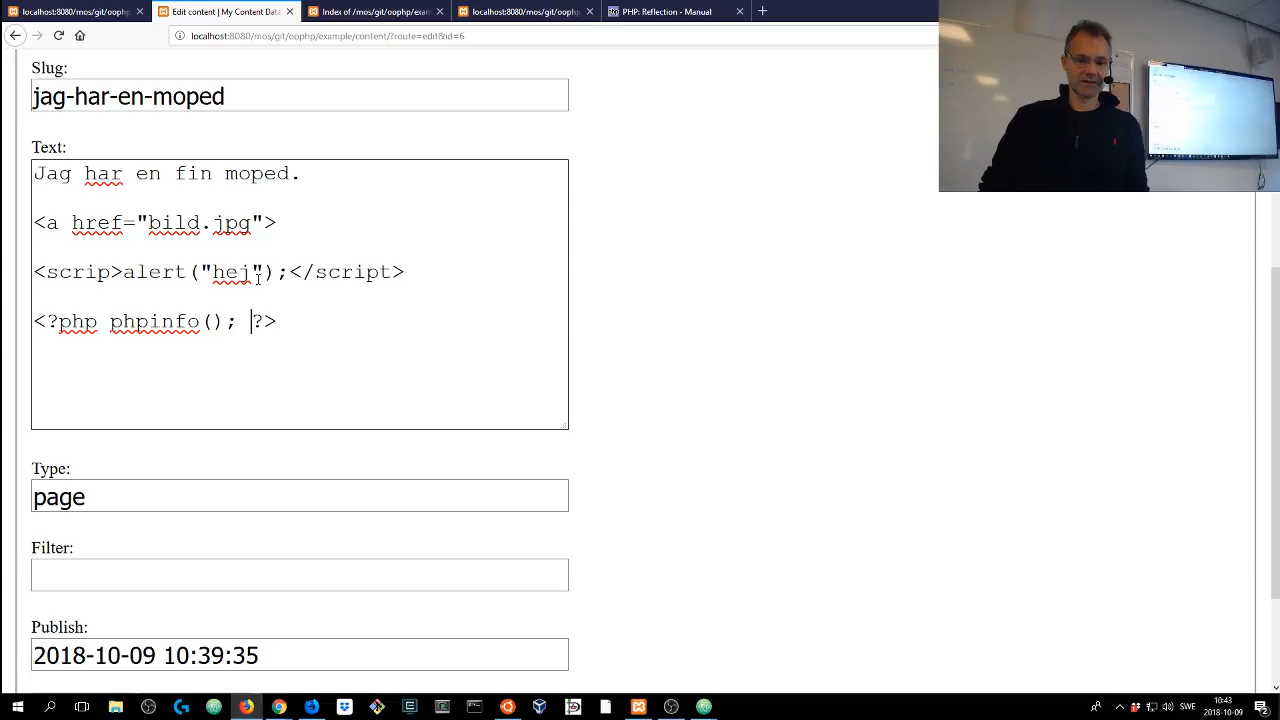 localhost:8080/mos/git/oophp
Edit content | My Content Data
Index of /mos/git/oophp/exam
localhost:8080/mos/git/oophp
PHP: Reflection - Manual
localhost:8080/mos/git/oophp/example/content/?route=edit&id=6
Slug:
jag-har-en-moped
Text:
Jag har en fin moped.
<a href="bild.jpg">
<scrip>alert("hej");</script>
<?php phpinfo(); ?>
Type:
page
Filter:
Publish:
2018-10-09 10:39:35
SWE
10:43
2018-10-09